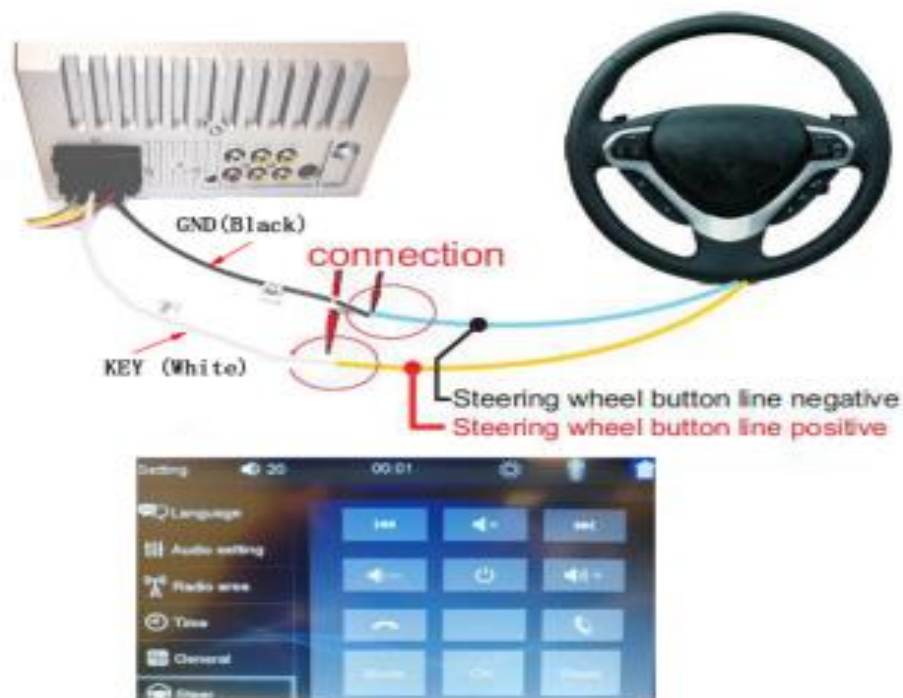 GND(Black)
connection
KEY (White)
Steering wheel button line negative
Steering wheel button line positive
Setting 20 00:01
Language
Audio setting
Radio area
Time
General
Steer